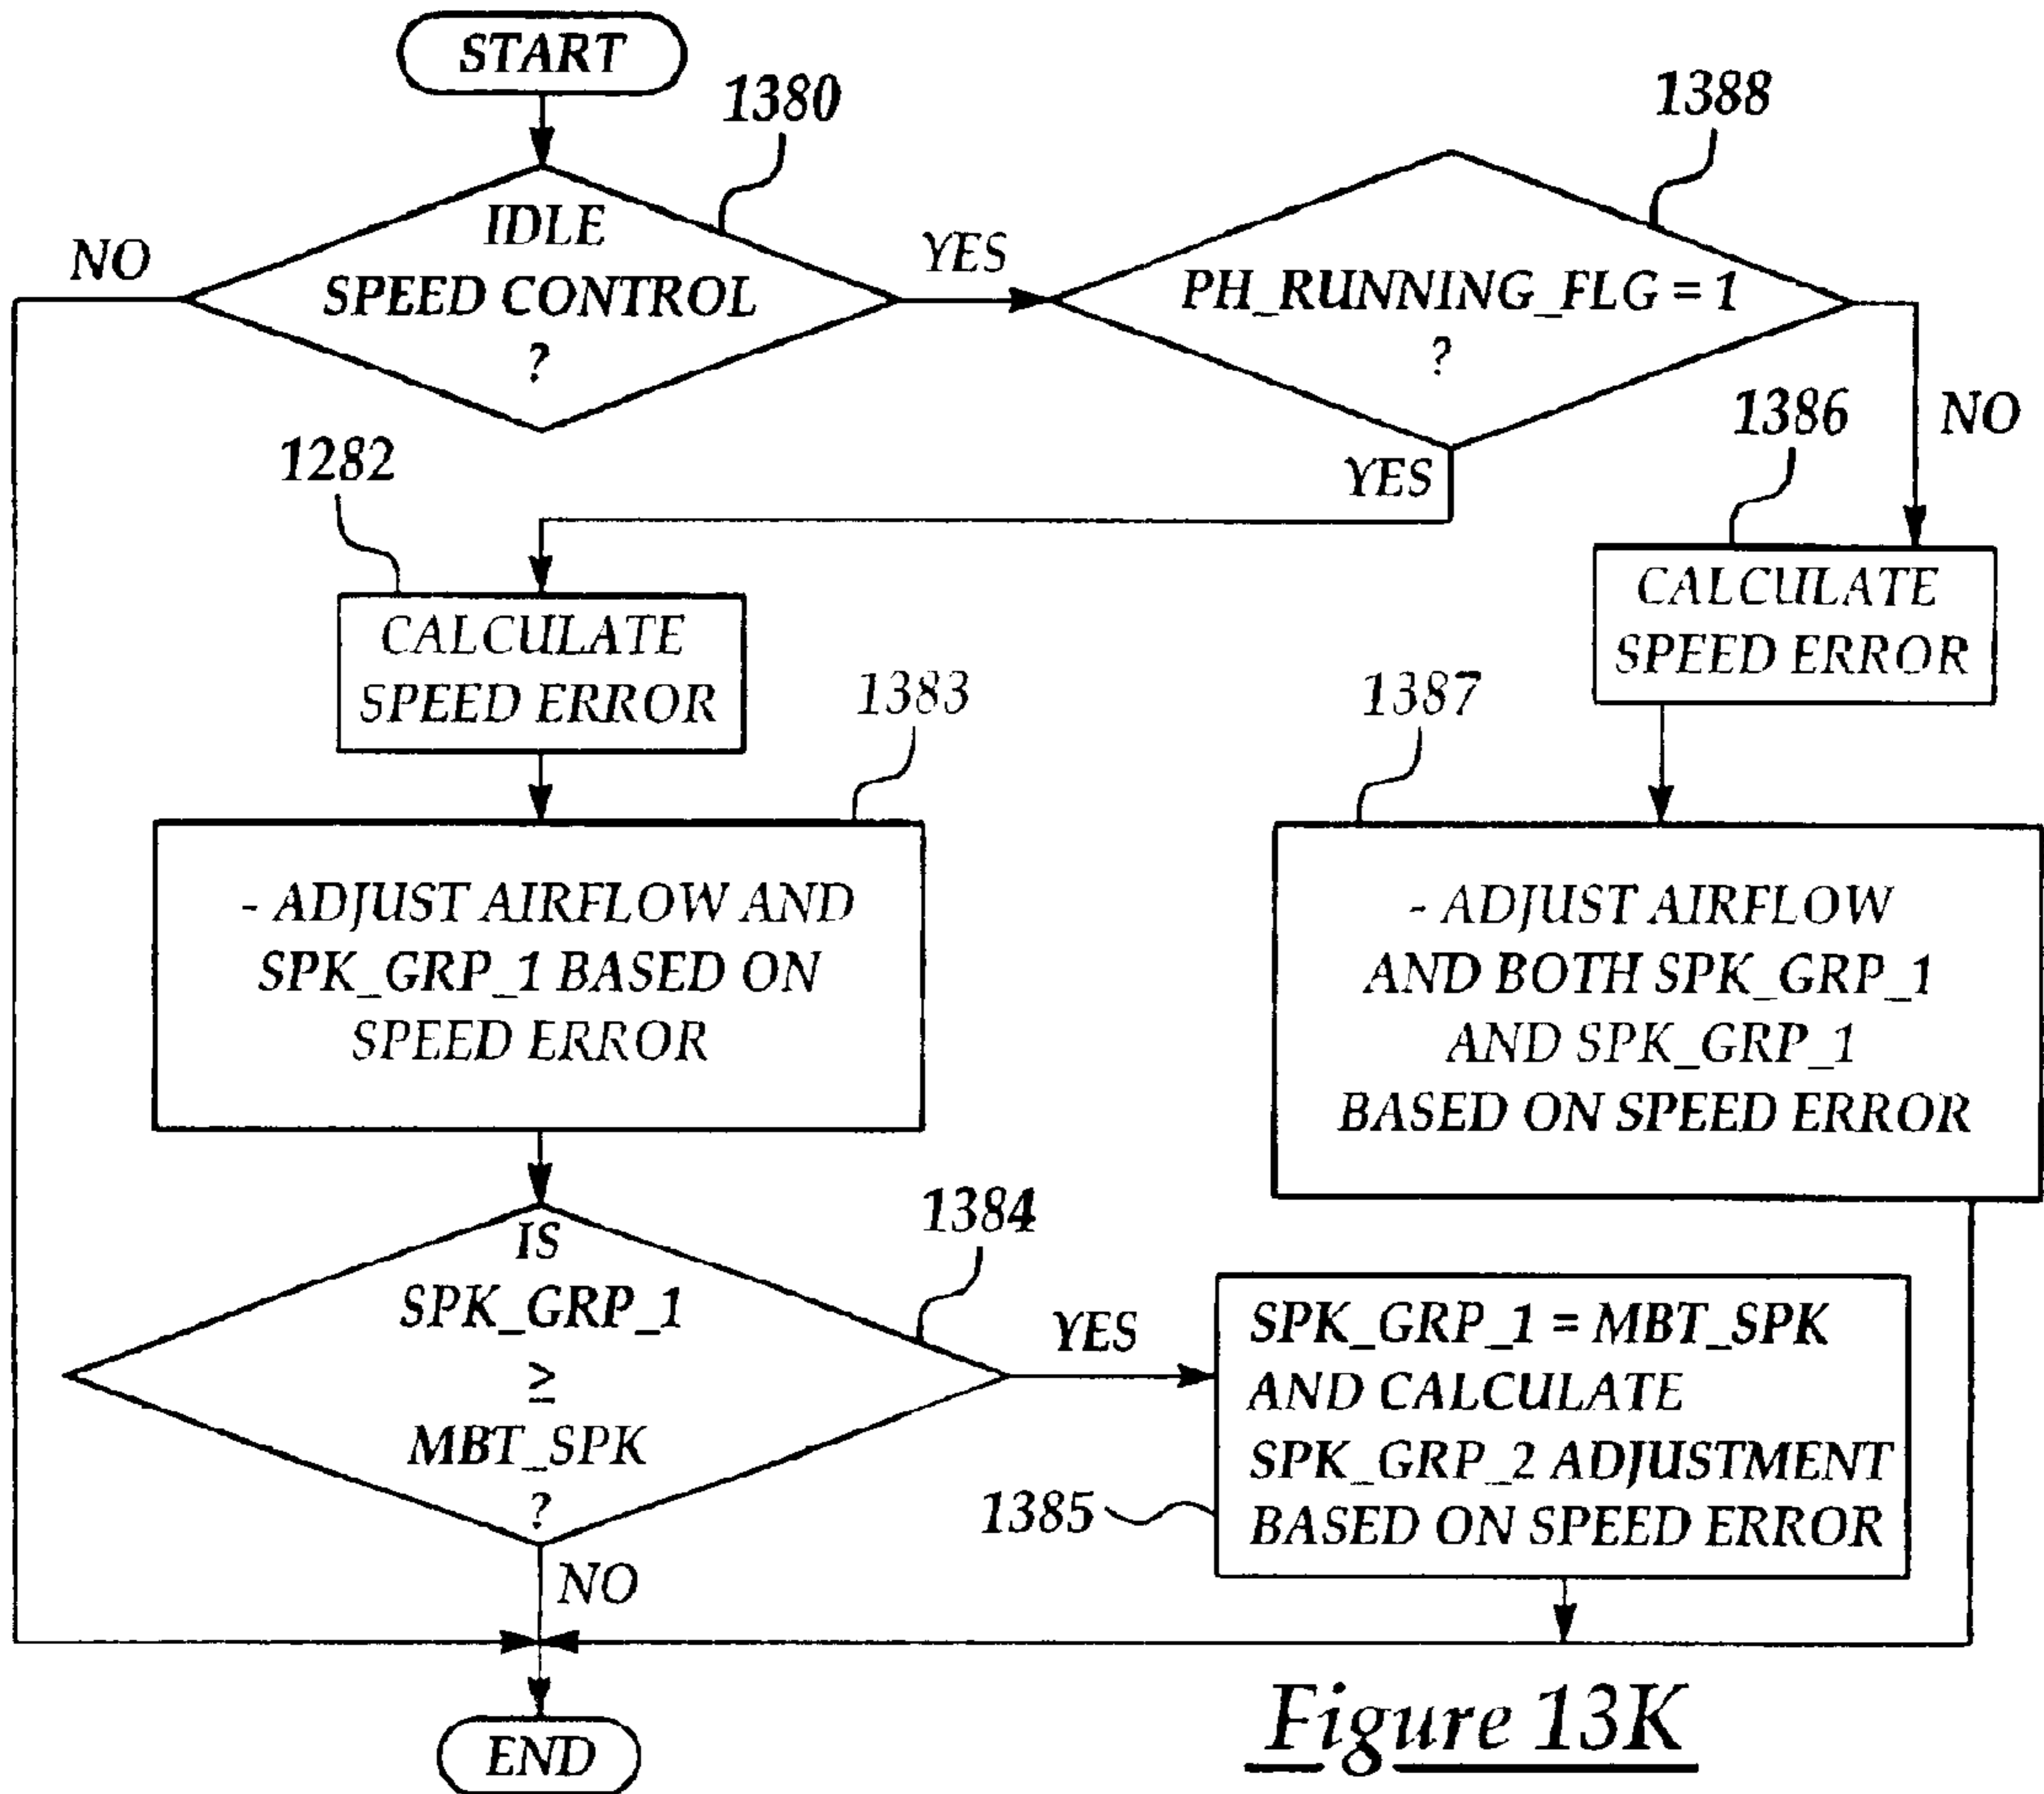 START
1380
1388
IDLE
SPEED CONTROL
?
NO
YES
PH_RUNNING_FLG = 1
?
1386
NO
YES
1282
CALCULATE
SPEED ERROR
CALCULATE
SPEED ERROR
1383
1387
- ADJUST AIRFLOW AND
SPK_GRP_1 BASED ON
SPEED ERROR
- ADJUST AIRFLOW
AND BOTH SPK_GRP_1
AND SPK_GRP_1
BASED ON SPEED ERROR
1384
IS
SPK_GRP_1
≥
MBT_SPK
?
YES
SPK_GRP_1 = MBT_SPK
AND CALCULATE
SPK_GRP_2 ADJUSTMENT
BASED ON SPEED ERROR
1385
NO
END
Figure 13K